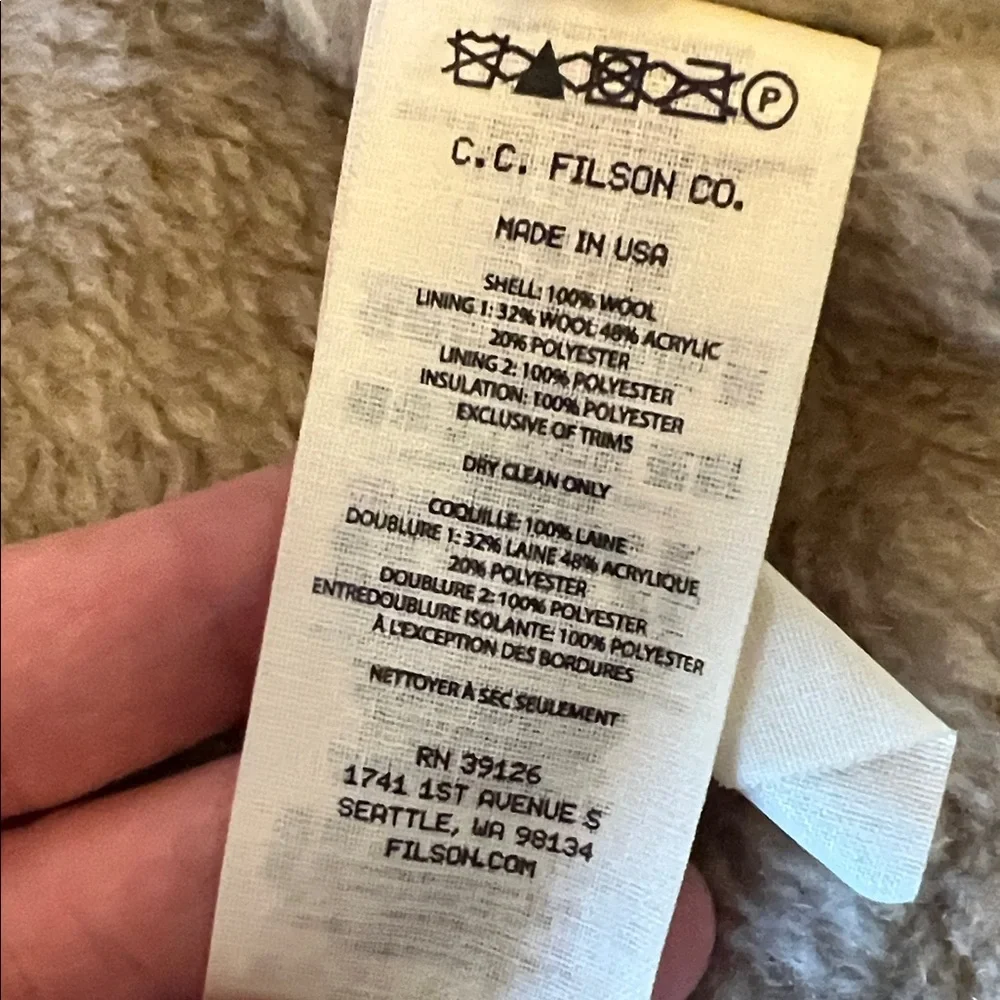 P
C.C. FILSON CO.
MADE IN USA
SHELL: 100% WOOL
LINING 1: 32% WOOL 48% ACRYLIC
20% POLYESTER
LINING 2: 100% POLYESTER
INSULATION: 100% POLYESTER
EXCLUSIVE OF TRIMS
DRY CLEAN ONLY
COQUILLE: 100% LAINE
DOUBLURE 1: 32% LAINE 48% ACRYLIQUE
20% POLYESTER
DOUBLURE 2: 100% POLYESTER
ENTREDOUBLURE ISOLANTE: 100% POLYESTER
À L'EXCEPTION DES BORDURES
NETTOYER À SEC SEULEMENT
RN 39126
1741 1ST AVENUE S
SEATTLE, WA 98134
FILSON.COM